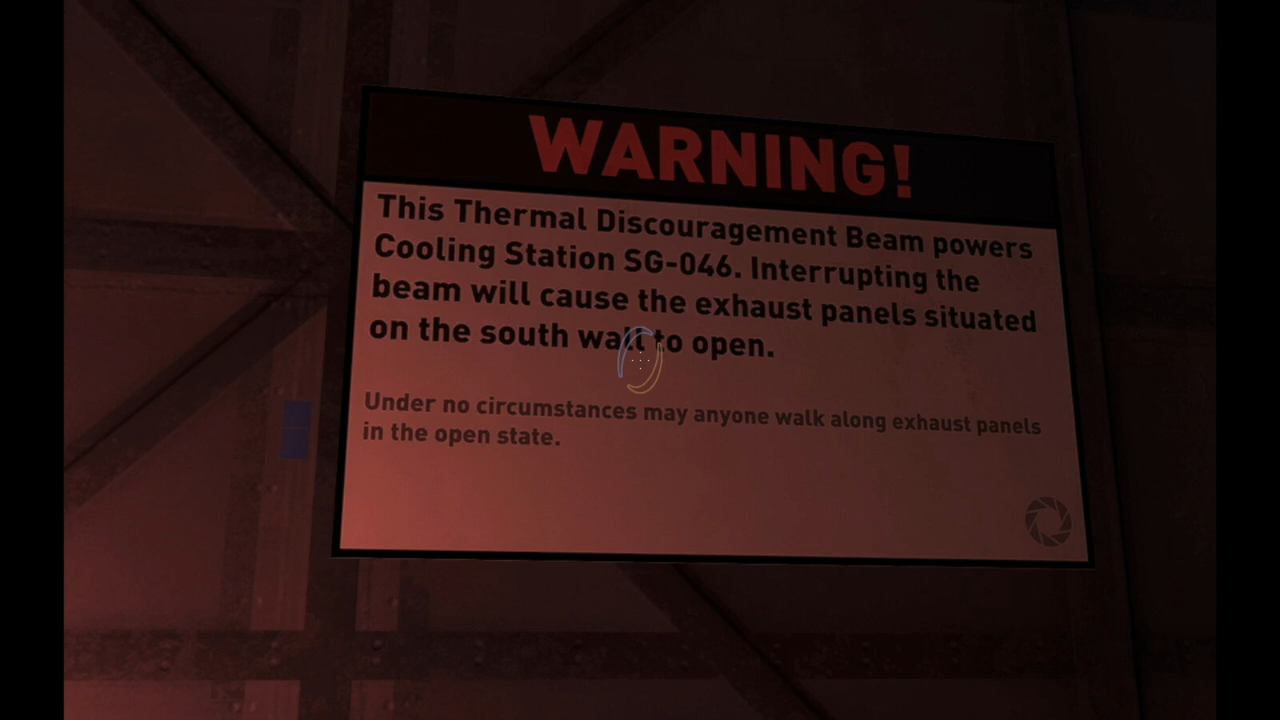 WARNING!
This Thermal Discouragement Beam powers
Cooling Station SG-046. Interrupting the
beam will cause the exhaust panels situated
on the south wall to open.
Under no circumstances may anyone walk along exhaust panels
in the open state.